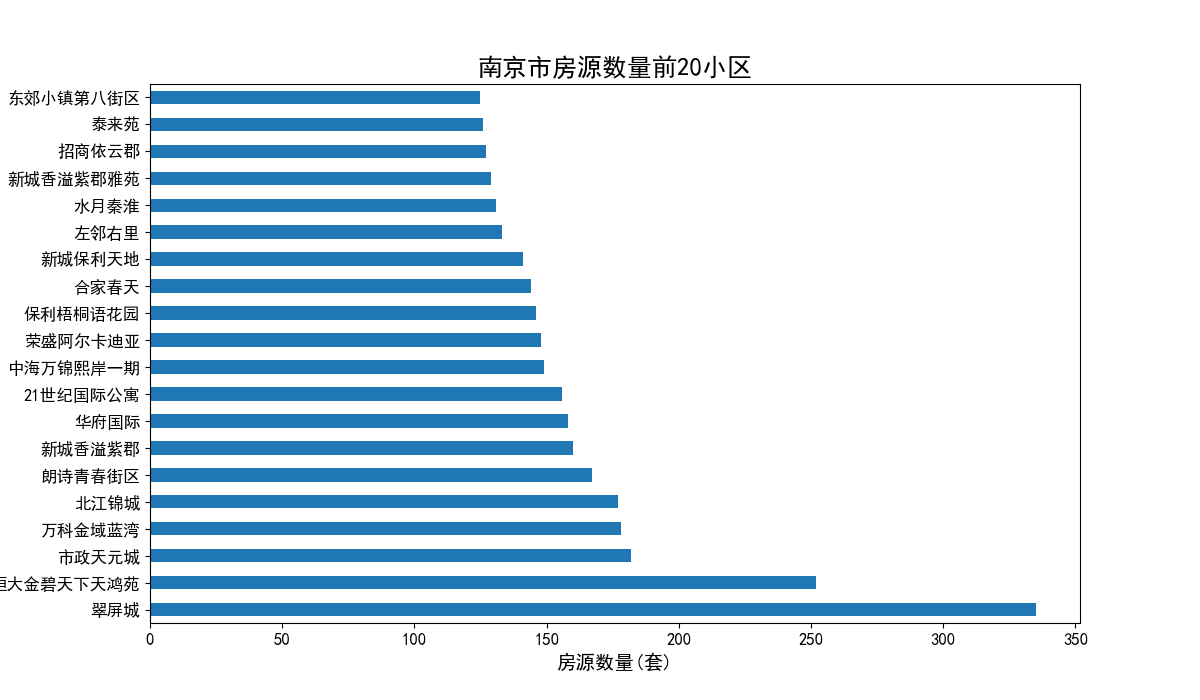 南京市房源数量前20小区
东郊小镇第八街区
泰来苑
招商依云郡
新城香溢紫郡雅苑
水月秦淮
左邻右里
新城保利天地
合家春天
保利梧桐语花园
荣盛阿尔卡迪亚
中海万锦熙岸一期
21世纪国际公寓
华府国际
新城香溢紫郡
朗诗青春街区
北江锦城
万科金域蓝湾
市政天元城
大金碧天下天鸿苑
翠屏城
0 50 100 150 200 250 300 350
房源数量(套)